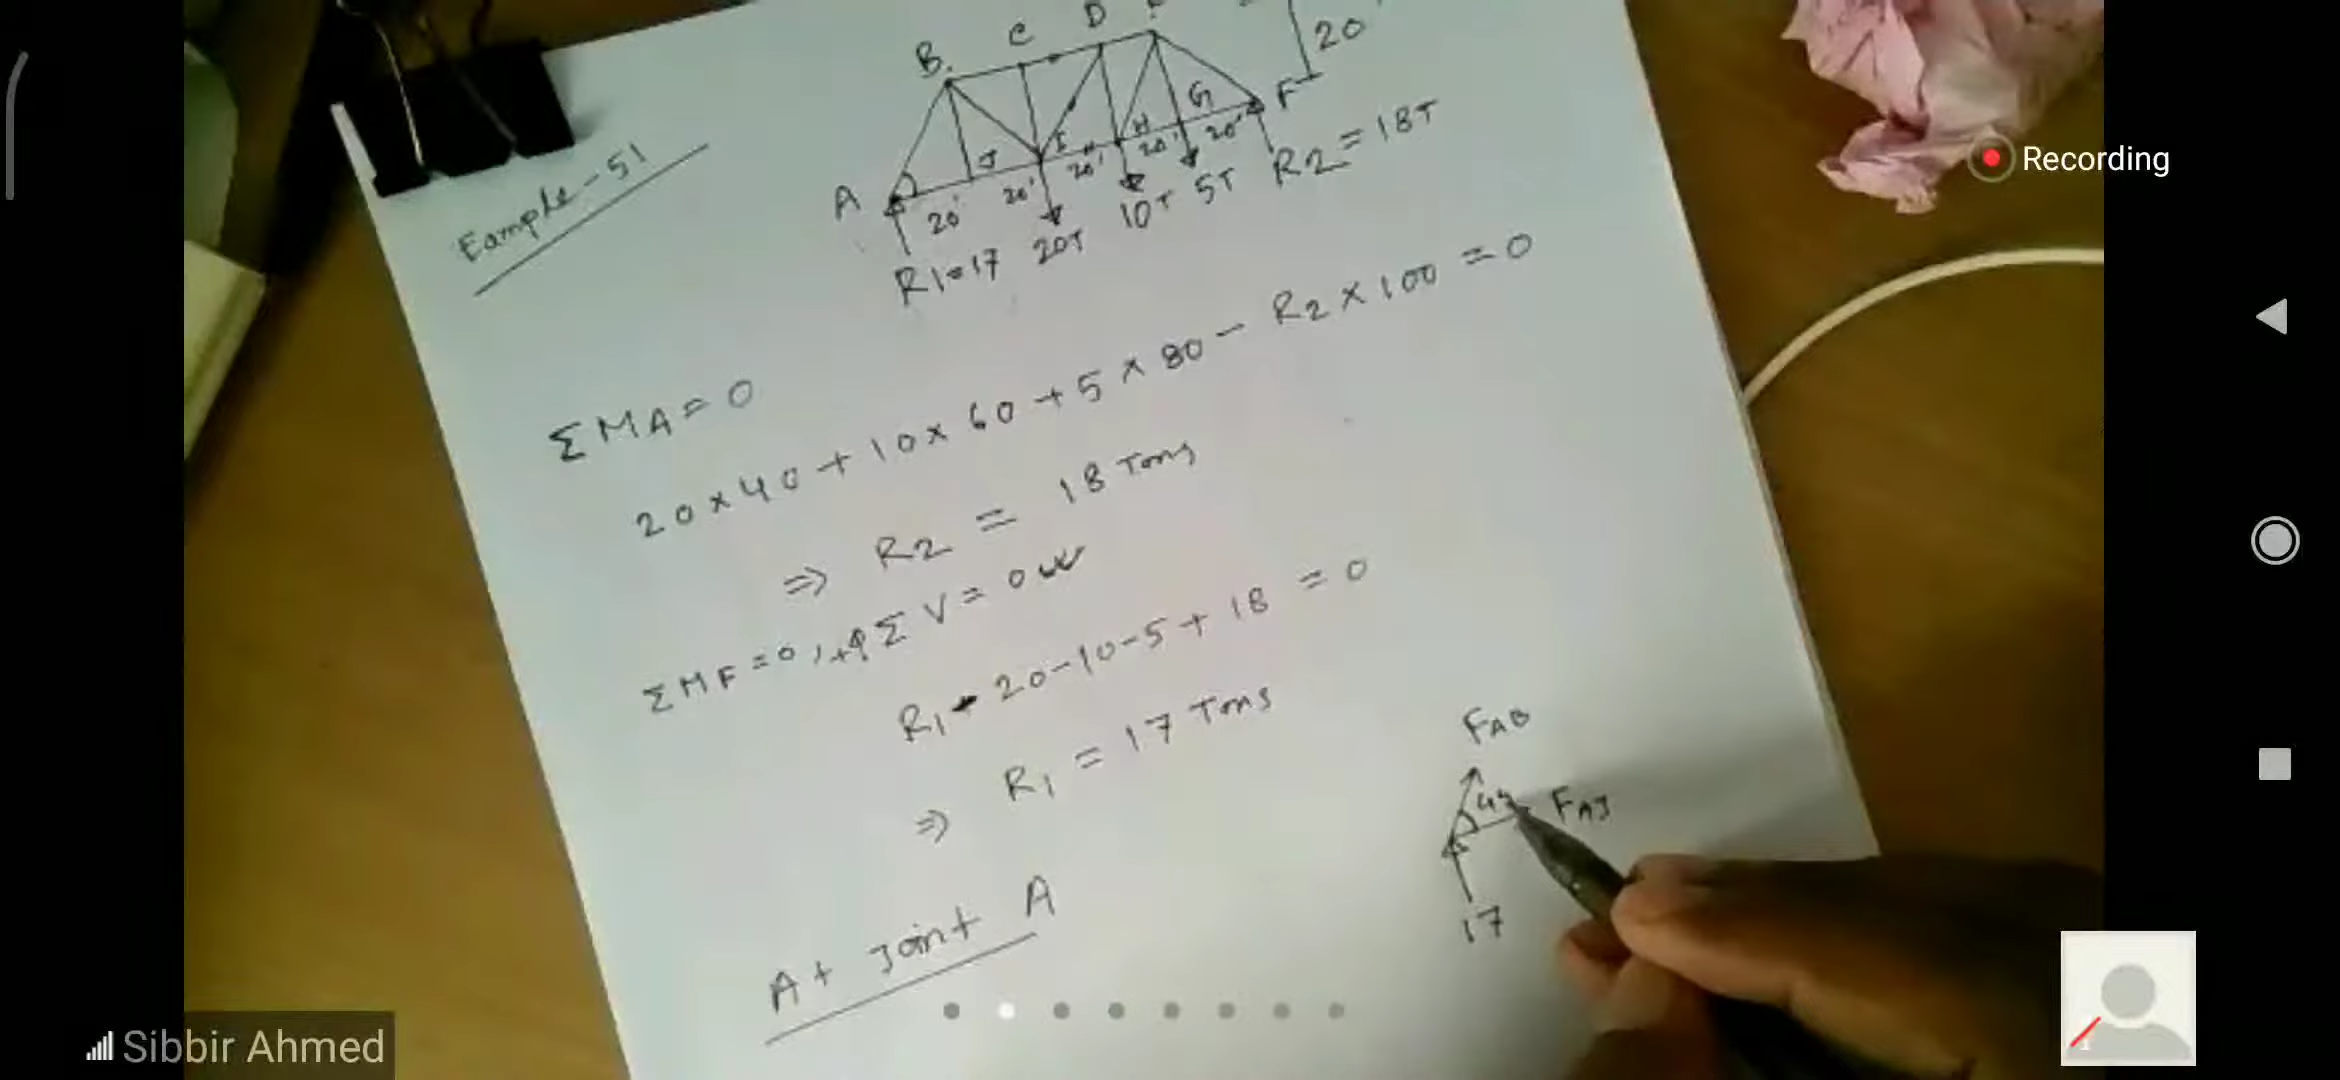 B C D
20'
Eample-51
A J I H G F
20' 20' 20' 20' 20'
R1=17 20T 10T 5T R2=18T
Recording
ΣMA=0
20×40+10×60+5×80-R2×100=0
⇒ R2 = 18 Tons
ΣMF=0, +↑ΣV=0
R1-20-10-5+18=0
⇒ R1 = 17 Tons
FAB
FAJ
17
At Joint A
Sibbir Ahmed